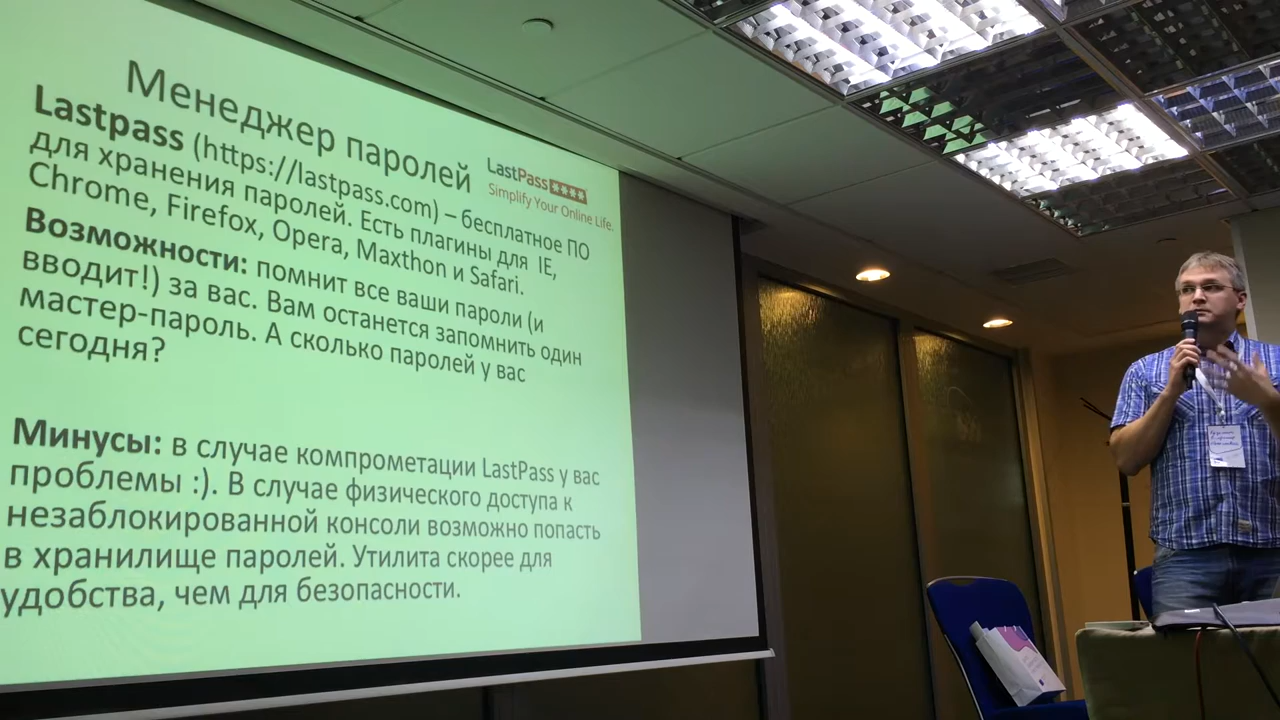 Менеджер паролей
LastPass ****
Simplify Your Online Life.
Lastpass (https://lastpass.com) – бесплатное ПО
для хранения паролей. Есть плагины для IE,
Chrome, Firefox, Opera, Maxthon и Safari.
Возможности: помнит все ваши пароли (и
вводит!) за вас. Вам останется запомнить один
мастер-пароль. А сколько паролей у вас
сегодня?
Минусы: в случае компрометации LastPass у вас
проблемы :). В случае физического доступа к
незаблокированной консоли возможно попасть
в хранилище паролей. Утилита скорее для
удобства, чем для безопасности.